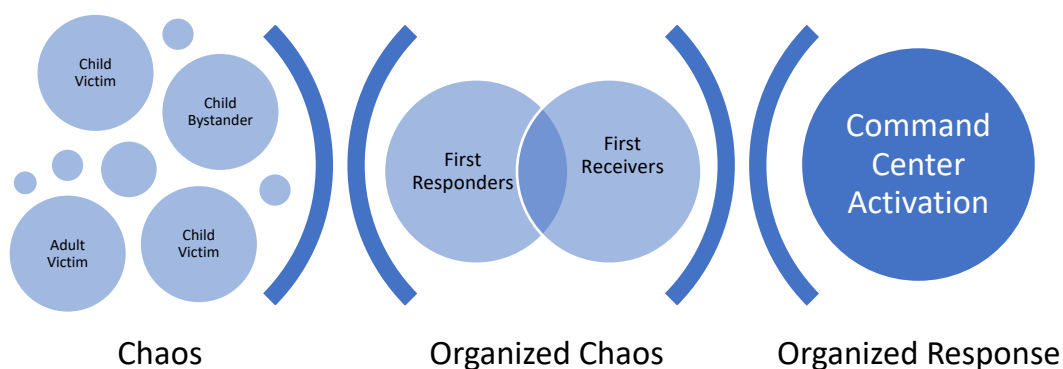 Child
Victim
Child
Bystander
Adult
Victim
Child
Victim
First
Responders
First
Receivers
Command
Center
Activation
Chaos
Organized Chaos
Organized Response